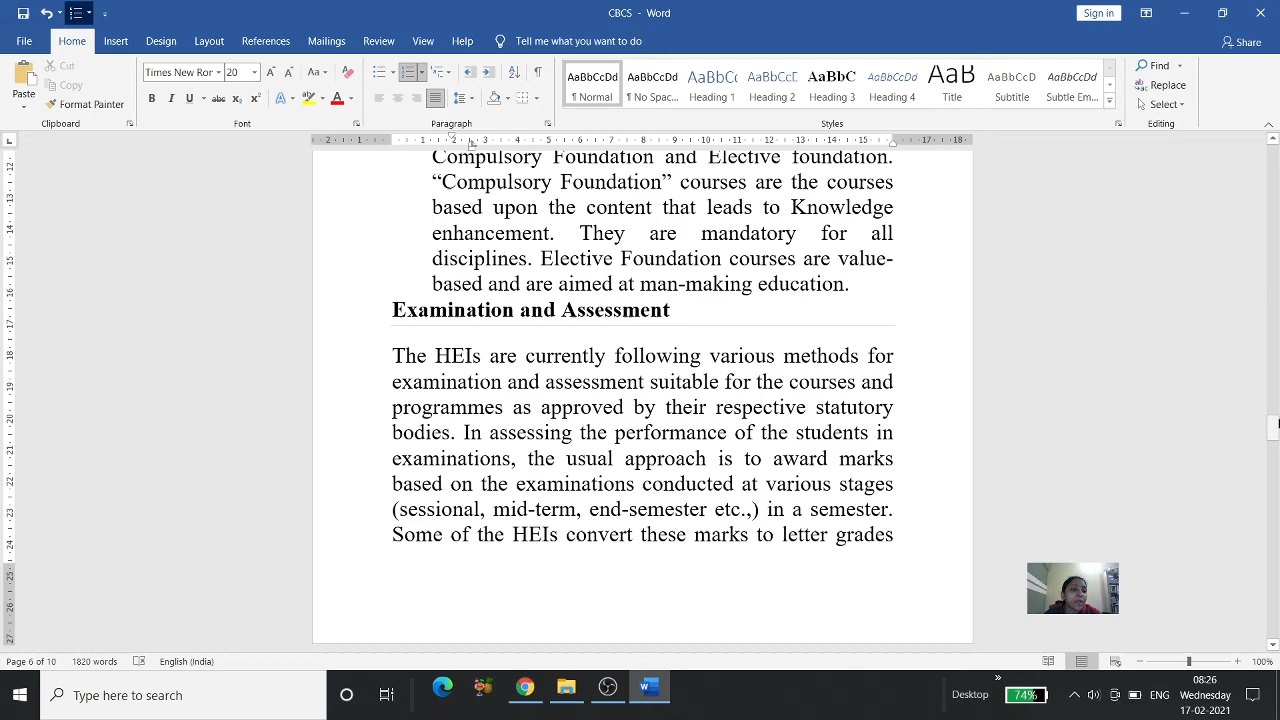 CBCS - Word
Sign in
File Home Insert Design Layout References Mailings Review View Help Tell me what you want to do
Share
Paste
Cut
Copy
Format Painter
Clipboard
Times New Ror 20
Font
Paragraph
AaBbCcDd AaBbCcDd AaBbCc AaBbCcD AaBbC AaBbCcDd AaB AaBbCcD AaBbCcDd
¶ Normal ¶ No Spac... Heading 1 Heading 2 Heading 3 Heading 4 Title Subtitle Subtle Em...
Styles
Find
Replace
Select
Editing
Compulsory Foundation and Elective foundation.
“Compulsory Foundation” courses are the courses
based upon the content that leads to Knowledge
enhancement. They are mandatory for all
disciplines. Elective Foundation courses are value-
based and are aimed at man-making education.
Examination and Assessment
The HEIs are currently following various methods for
examination and assessment suitable for the courses and
programmes as approved by their respective statutory
bodies. In assessing the performance of the students in
examinations, the usual approach is to award marks
based on the examinations conducted at various stages
(sessional, mid-term, end-semester etc.,) in a semester.
Some of the HEIs convert these marks to letter grades
Page 6 of 10 1820 words English (India)
100%
Type here to search
Desktop
74%
ENG
08:26
Wednesday
17-02-2021